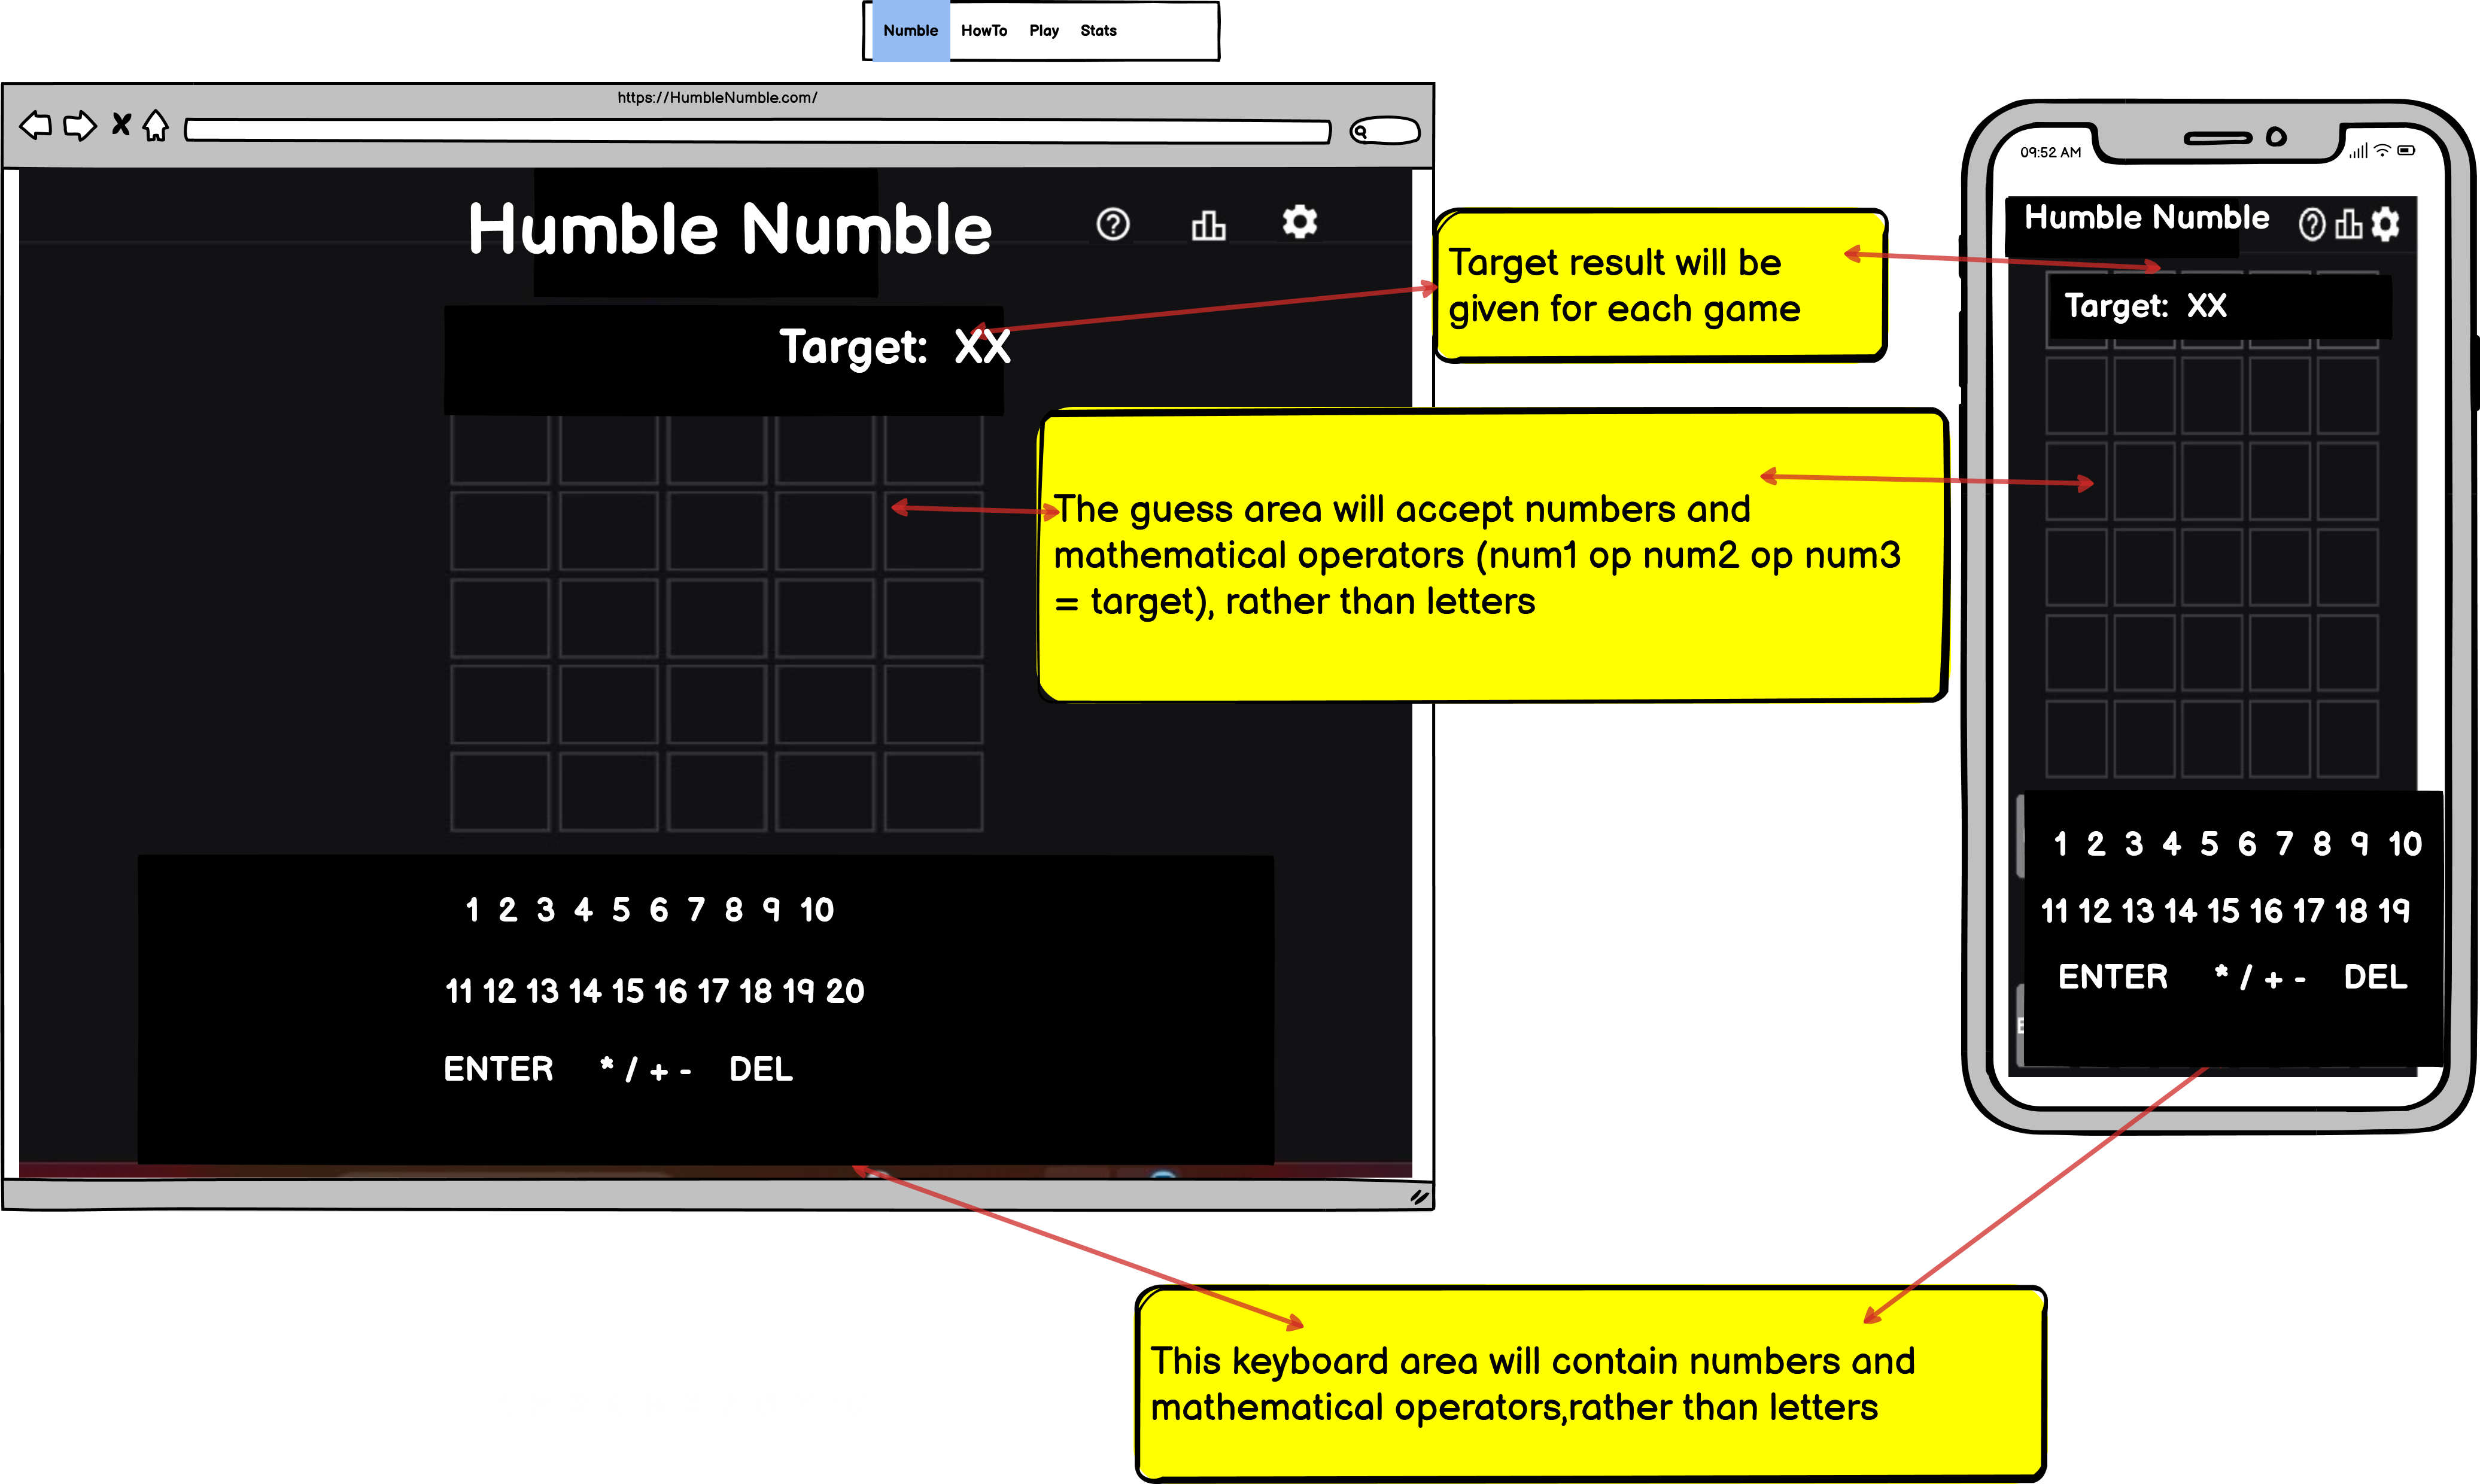 Numble HowTo Play Stats
https://HumbleNumble.com/
Humble Numble
Target: XX
1 2 3 4 5 6 7 8 9 10
11 12 13 14 15 16 17 18 19 20
ENTER * / + - DEL
Target result will be
given for each game
The guess area will accept numbers and
mathematical operators (num1 op num2 op num3
= target), rather than letters
09:52 AM
Humble Numble
Target: XX
1 2 3 4 5 6 7 8 9 10
11 12 13 14 15 16 17 18 19
ENTER * / + - DEL
This keyboard area will contain numbers and
mathematical operators,rather than letters